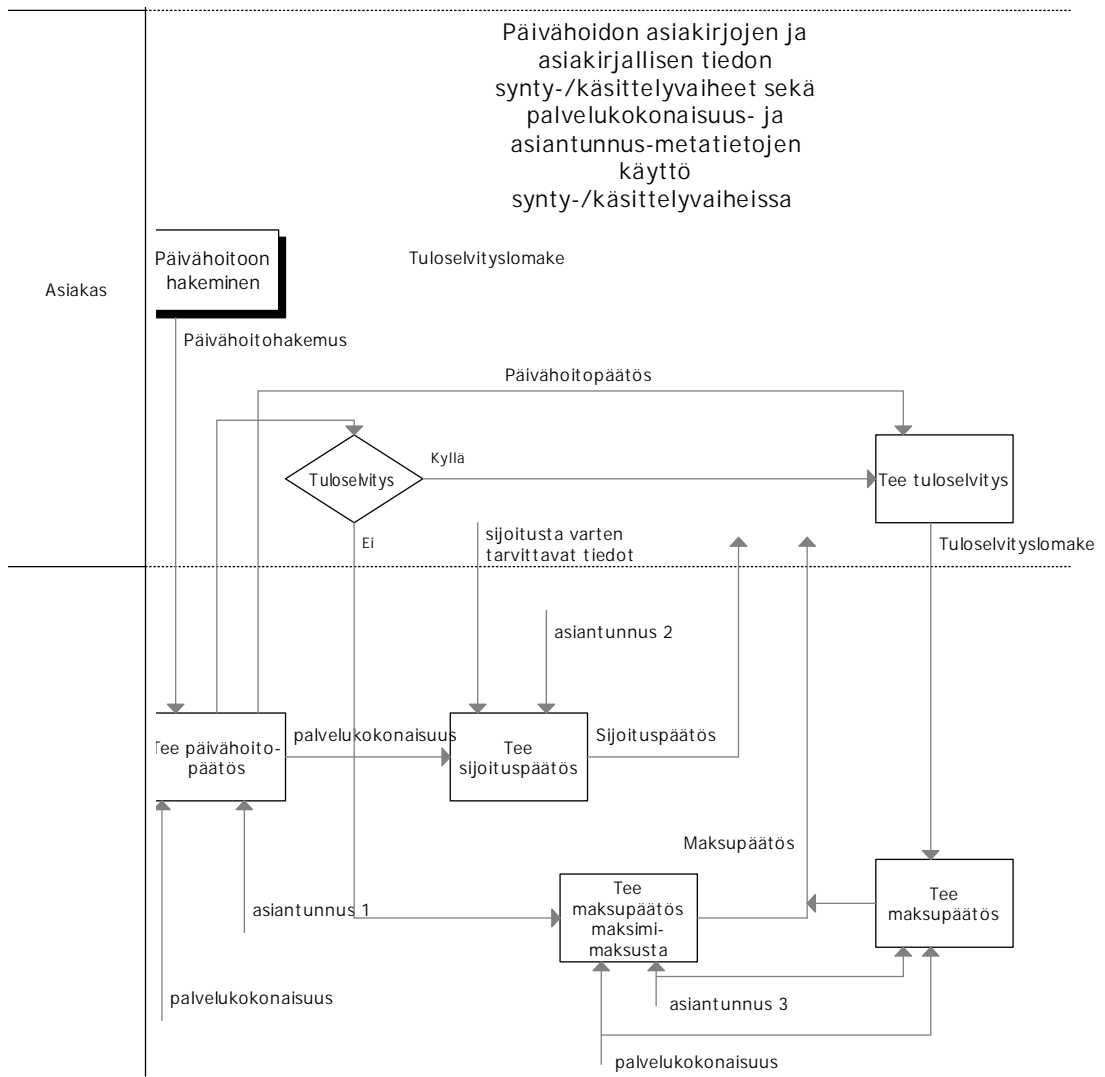 Päivähoidon asiakirjojen ja
asiakirjallisen tiedon
synty-/käsittelyvaiheet sekä
palvelukokonaisuus- ja
asiantunnus-metatietojen
käyttö
synty-/käsittelyvaiheissa
Asiakas
Päivähoitoon
hakeminen
Tuloselvityslomake
Päivähoitohakemus
Päivähoitopäätös
Tuloselvitys
Kyllä
Tee tuloselvitys
Ei
sijoitusta varten
tarvittavat tiedot
Tuloselvityslomake
asiantunnus 2
Tee päivähoito-
päätös
palvelukokonaisuus
Tee
sijoituspäätös
Sijoituspäätös
Maksupäätös
asiantunnus 1
Tee
maksupäätös
maksimi-
maksusta
Tee
maksupäätös
palvelukokonaisuus
asiantunnus 3
palvelukokonaisuus